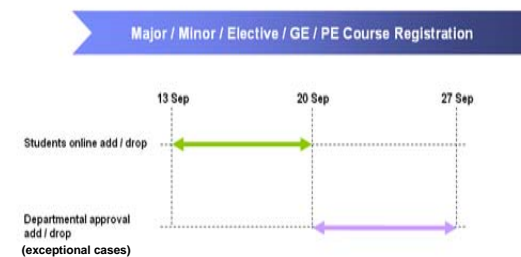 Major / Minor / Elective / GE / PE Course Registration
13 Sep 20 Sep 27 Sep
Students online add / drop
Departmental approval
add / drop
(exceptional cases)